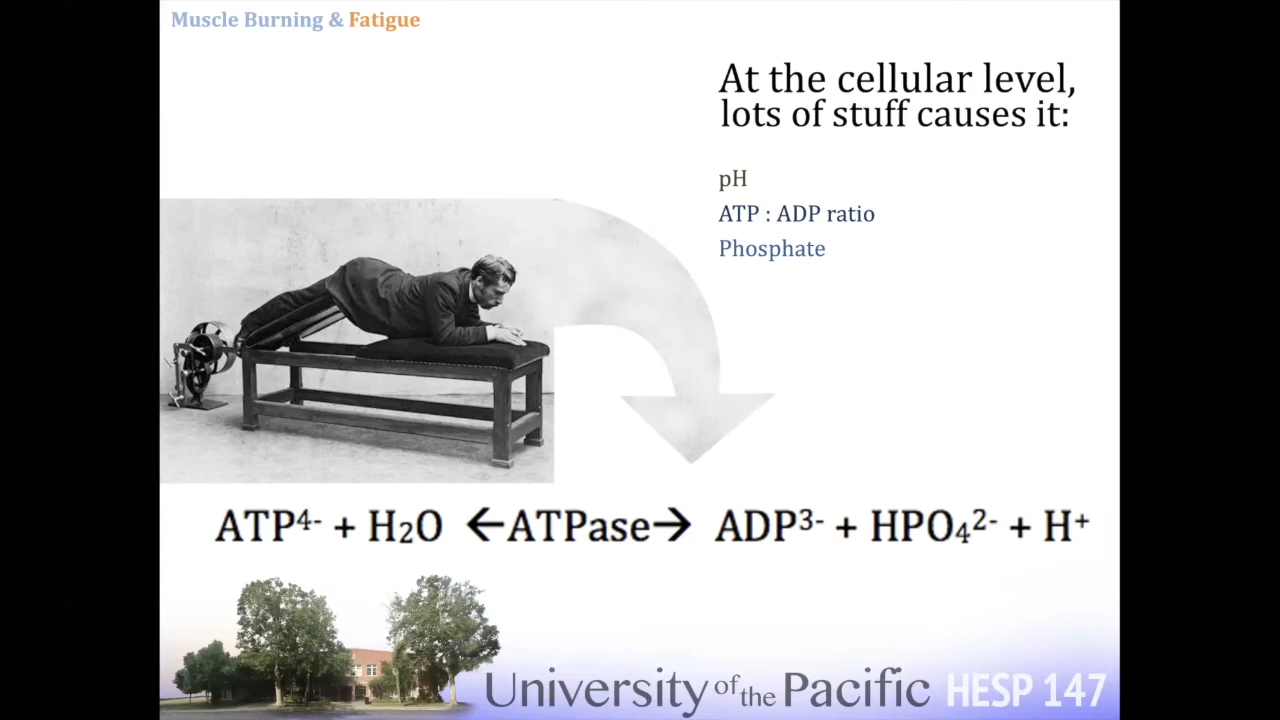 Muscle Burning & Fatigue
At the cellular level,
lots of stuff causes it:
pH
ATP : ADP ratio
Phosphate
ATP⁴⁻ + H₂O ←ATPase→ ADP³⁻ + HPO₄²⁻ + H⁺
University of the Pacific HESP 147